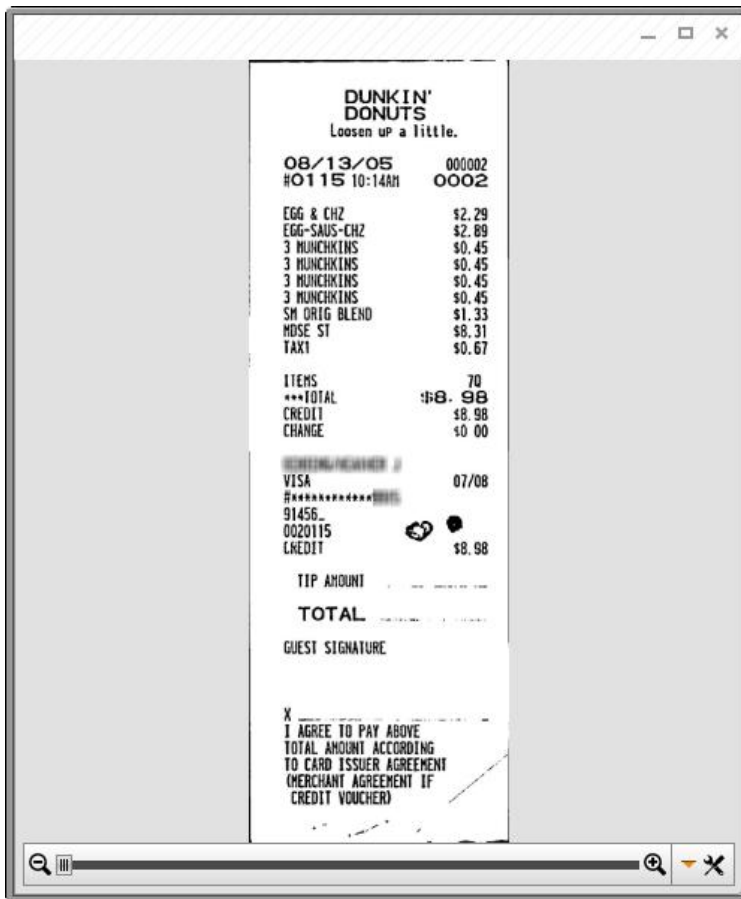 DUNKIN'
DONUTS
Loosen uP a little.
08/13/05 000002
#0115 10:14AM 0002
EGG & CHZ $2.29
EGG-SAUS-CHZ $2.89
3 MUNCHKINS $0.45
3 MUNCHKINS $0.45
3 MUNCHKINS $0.45
3 MUNCHKINS $0.45
SM ORIG BLEND $1.33
MDSE ST $8.31
TAX1 $0.67
ITEMS 7Q
***TOTAL $8.98
CREDIT $8.98
CHANGE $0 00
VISA 07/08
#************
91456_
0020115
CREDIT $8.98
TIP AMOUNT
TOTAL
GUEST SIGNATURE
X
I AGREE TO PAY ABOVE
TOTAL AMOUNT ACCORDING
TO CARD ISSUER AGREEMENT
(MERCHANT AGREEMENT IF
CREDIT VOUCHER)